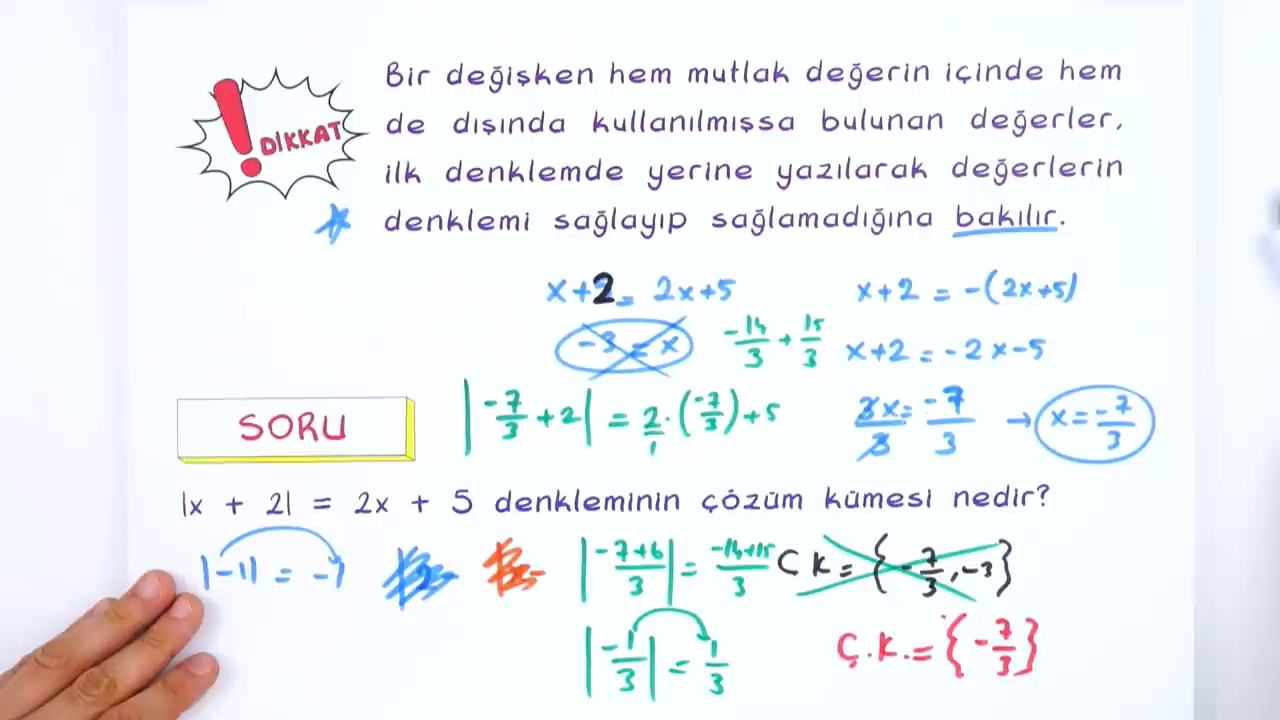 DİKKAT
Bir değişken hem mutlak değerin içinde hem
de dışında kullanılmışsa bulunan değerler,
ilk denklemde yerine yazılarak değerlerin
denklemi sağlayıp sağlamadığına bakılır.
x+2 = 2x+5
x+2 = -(2x+5)
-3 = x
-14/3 + 15/3
x+2 = -2x-5
|-7/3 + 2| = 2/1 · (-7/3) + 5
3x/3 = -7/3 → x = -7/3
SORU
|x + 2| = 2x + 5 denkleminin çözüm kümesi nedir?
|-1| = -1
|-7+6/3| = -14+15/3
ÇK = {-7/3, -3}
|-1/3| = 1/3
Ç.K. = {-7/3}